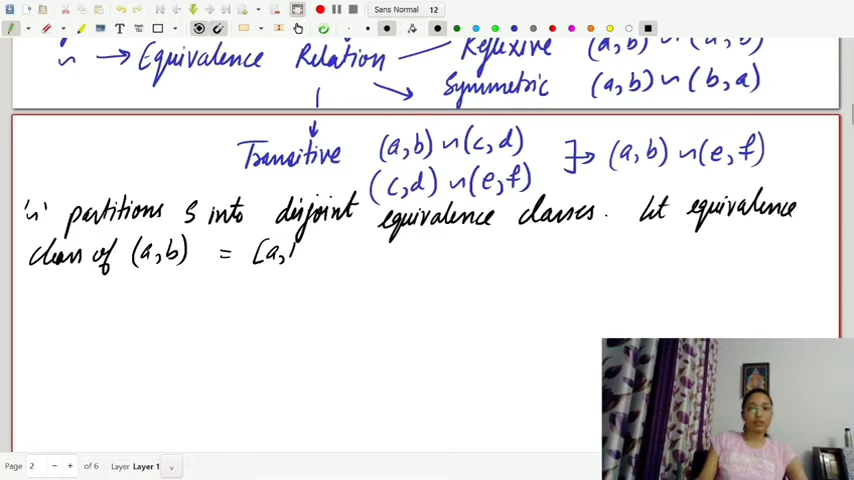 Sans Normal 12
~ → Equivalence Relation Reflexive (a,b) ~ (a,b)
Symmetric (a,b) ~ (b,a)
Transitive (a,b) ~ (c,d) ]→ (a,b) ~ (e,f)
(c,d) ~ (e,f)
'~' partitions S into disjoint equivalence classes. Let equivalence
class of (a,b) = [a,
Page 2 of 6 Layer Layer 1